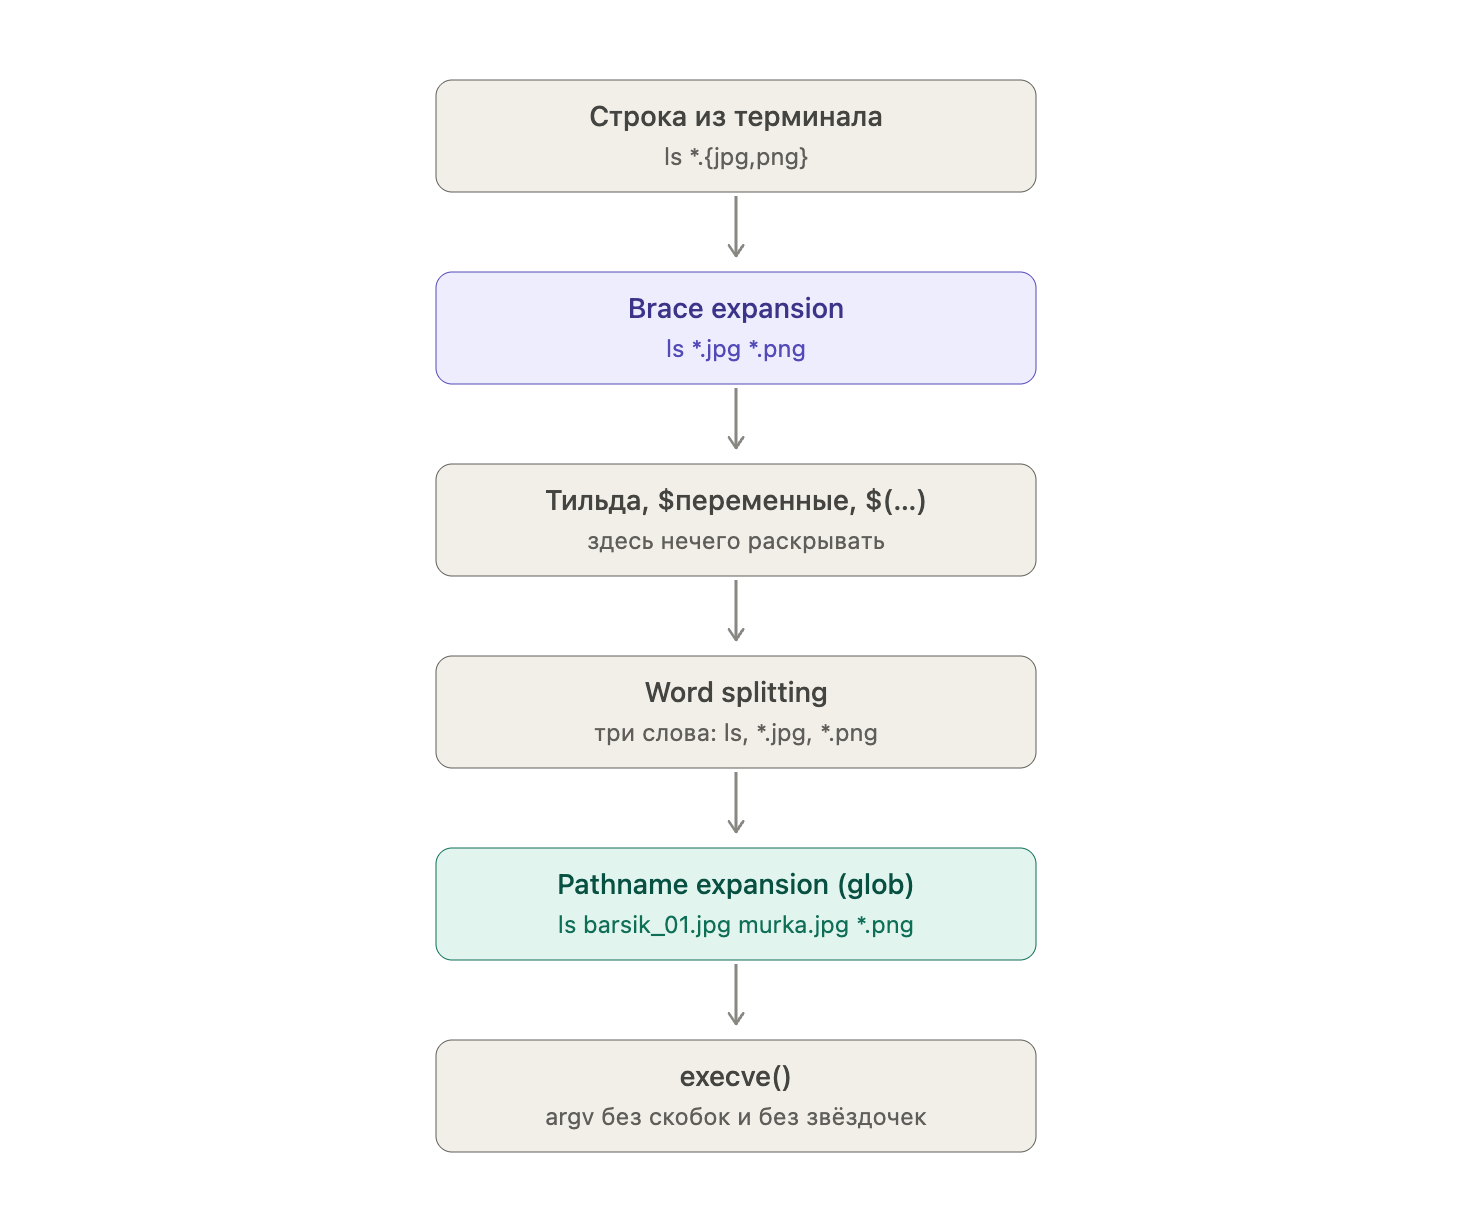 Строка из терминала
ls *.{jpg,png}
Brace expansion
ls *.jpg *.png
Тильда, $переменные, $(...)
здесь нечего раскрывать
Word splitting
три слова: ls, *.jpg, *.png
Pathname expansion (glob)
ls barsik_01.jpg murka.jpg *.png
execve()
argv без скобок и без звёздочек